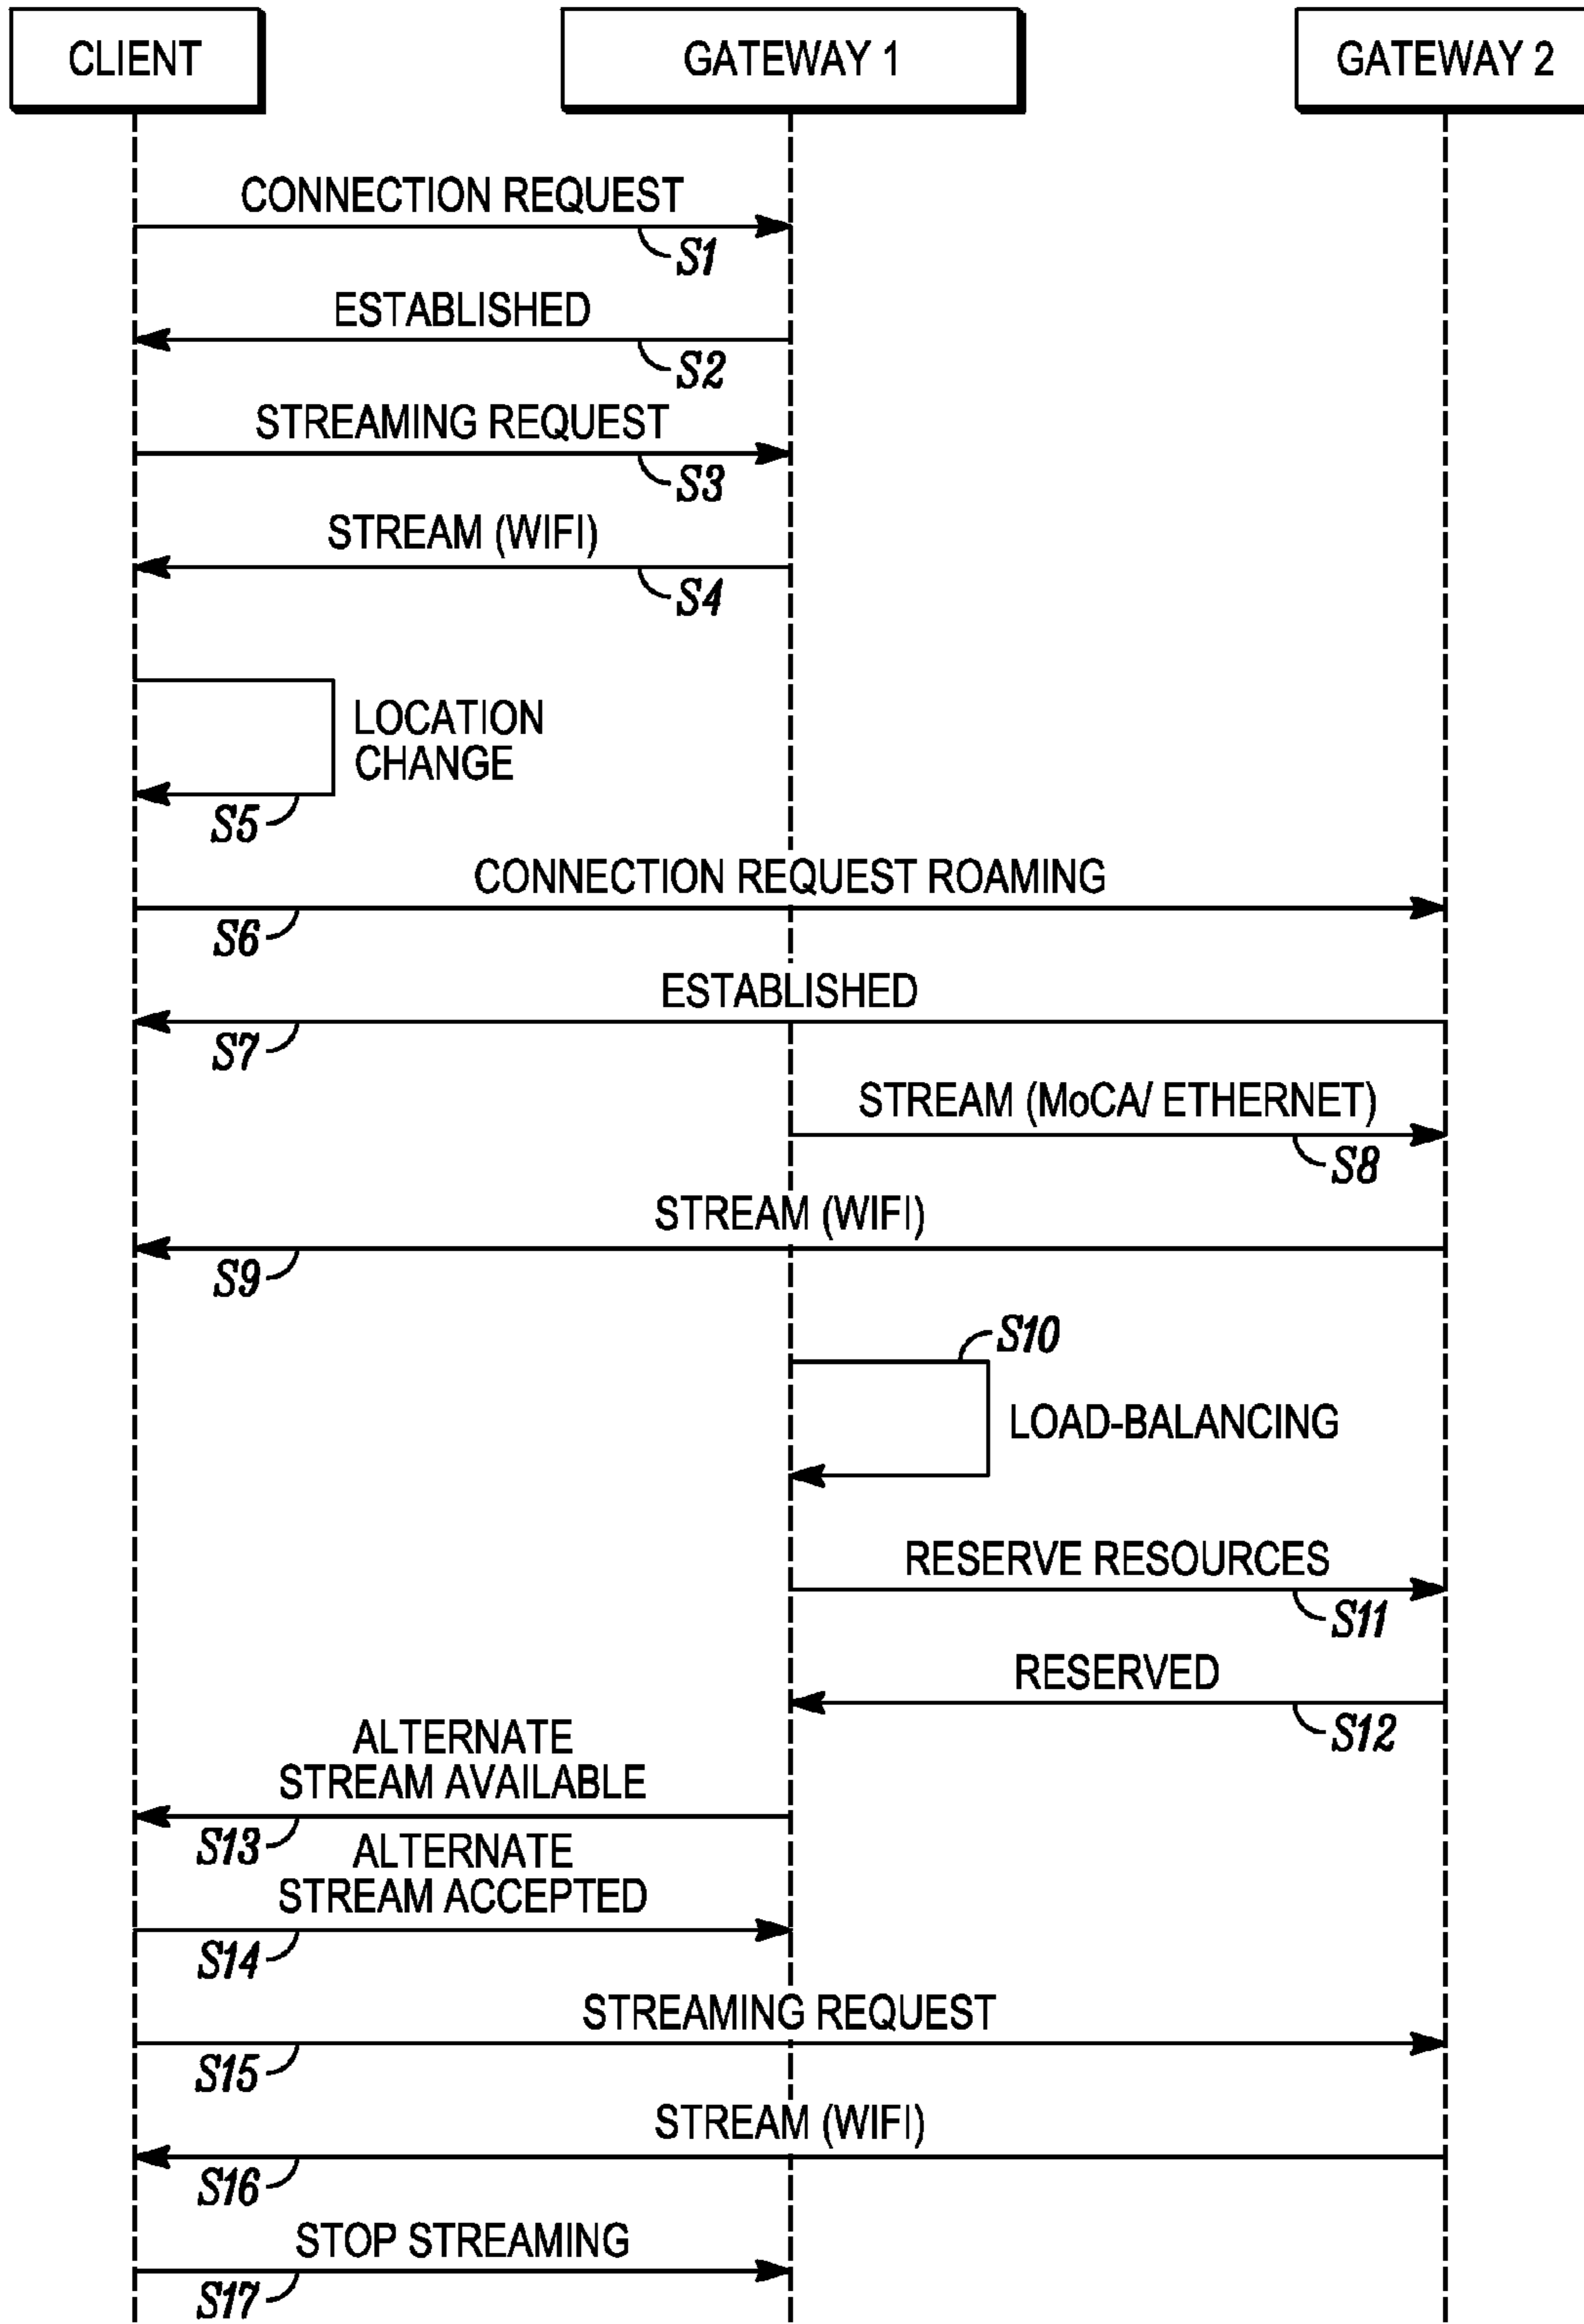 CLIENT
GATEWAY 1
GATEWAY 2
CONNECTION REQUEST
S1
ESTABLISHED
S2
STREAMING REQUEST
S3
STREAM (WIFI)
S4
LOCATION
CHANGE
S5
CONNECTION REQUEST ROAMING
S6
ESTABLISHED
S7
STREAM (MoCA/ ETHERNET)
S8
STREAM (WIFI)
S9
S10
LOAD-BALANCING
RESERVE RESOURCES
S11
RESERVED
S12
ALTERNATE
STREAM AVAILABLE
S13
ALTERNATE
STREAM ACCEPTED
S14
STREAMING REQUEST
S15
STREAM (WIFI)
S16
STOP STREAMING
S17